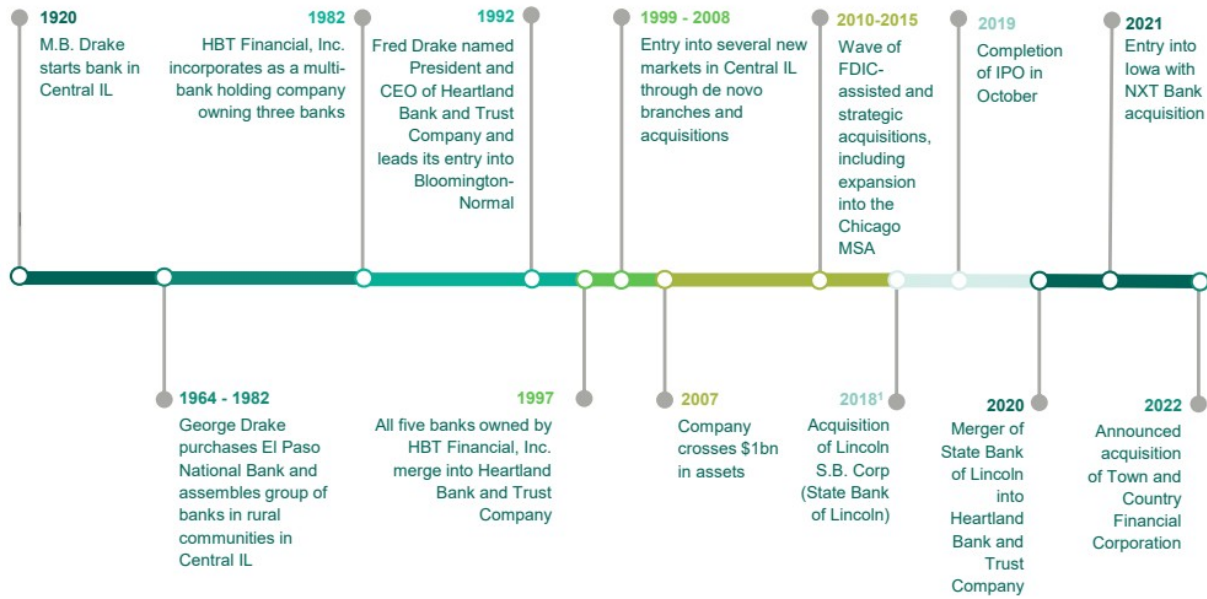 1920
M.B. Drake
starts bank in
Central IL
1982
HBT Financial, Inc.
incorporates as a multi-
bank holding company
owning three banks
1992
Fred Drake named
President and
CEO of Heartland
Bank and Trust
Company and
leads its entry into
Bloomington-
Normal
1999 - 2008
Entry into several new
markets in Central IL
through de novo
branches and
acquisitions
2010-2015
Wave of
FDIC-
assisted and
strategic
acquisitions,
including
expansion
into the
Chicago
MSA
2019
Completion
of IPO in
October
2021
Entry into
Iowa with
NXT Bank
acquisition
1964 - 1982
George Drake
purchases El Paso
National Bank and
assembles group of
banks in rural
communities in
Central IL
1997
All five banks owned by
HBT Financial, Inc.
merge into Heartland
Bank and Trust
Company
2007
Company
crosses $1bn
in assets
2018¹
Acquisition
of Lincoln
S.B. Corp
(State Bank
of Lincoln)
2020
Merger of
State Bank
of Lincoln
into
Heartland
Bank and
Trust
Company
2022
Announced
acquisition
of Town and
Country
Financial
Corporation